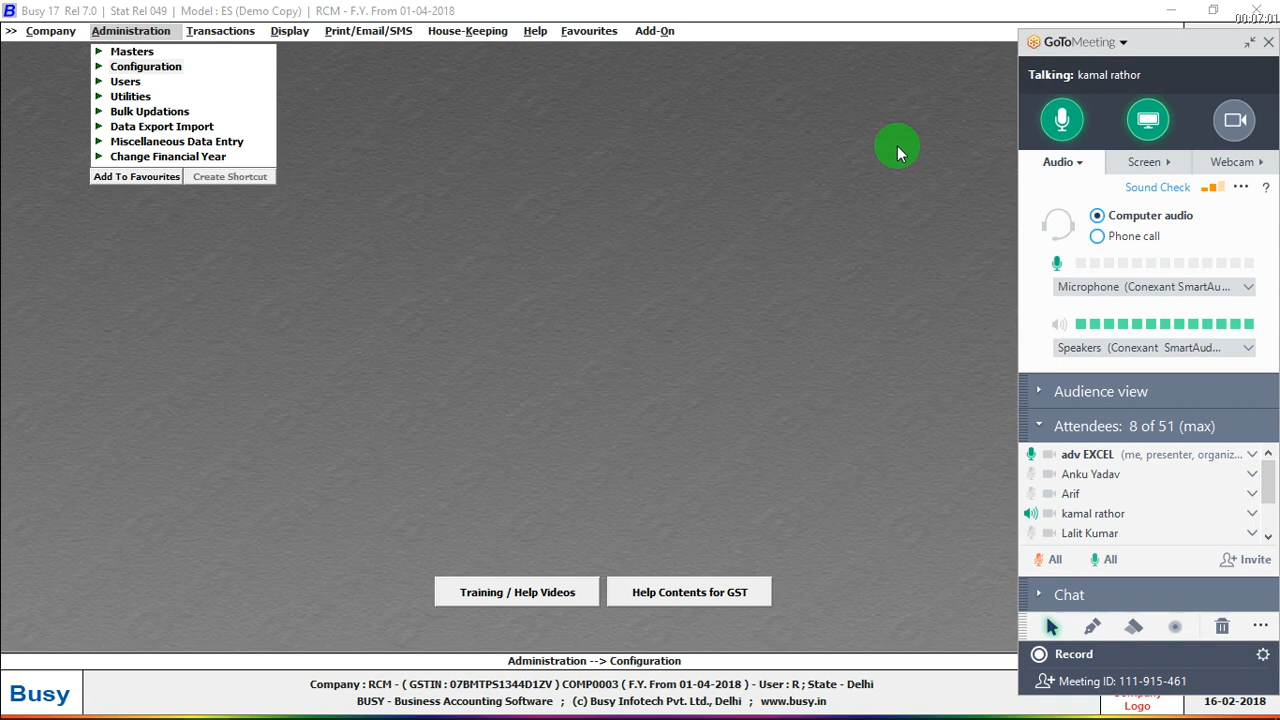 Busy 17 Rel 7.0 | Stat Rel 049 | Model : ES (Demo Copy) | RCM - F.Y. From 01-04-2018 |
00:07:01
>> Company Administration Transactions Display Print/Email/SMS House-Keeping Help Favourites Add-On
Masters
Configuration
Users
Utilities
Bulk Updations
Data Export Import
Miscellaneous Data Entry
Change Financial Year
Add To Favourites Create Shortcut
GoToMeeting
Talking: kamal rathor
Audio Screen Webcam
Sound Check ... ?
Computer audio
Phone call
Microphone (Conexant SmartAu...
Speakers (Conexant SmartAud...
Audience view
Attendees: 8 of 51 (max)
adv EXCEL (me, presenter, organiz...
Anku Yadav
Arif
kamal rathor
Lalit Kumar
All All Invite
Chat
Record
Meeting ID: 111-915-461
Training / Help Videos Help Contents for GST
Administration --> Configuration
Busy
Company : RCM - ( GSTIN : 07BMTPS1344D1ZV ) COMP0003 ( F.Y. From 01-04-2018 ) - User : R ; State - Delhi
BUSY - Business Accounting Software ; (c) Busy Infotech Pvt. Ltd., Delhi ; www.busy.in
Company
Logo
16-02-2018